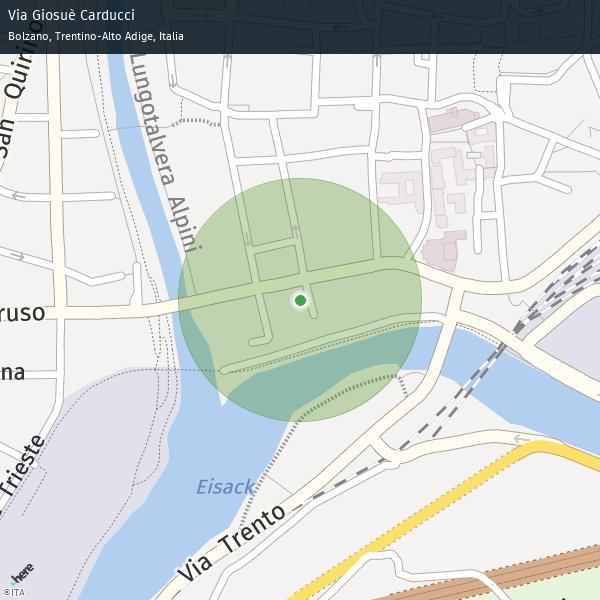 Via Giosuè Carducci
Bolzano, Trentino-Alto Adige, Italia
San Quirino
Lungotalvera Alpini
ruso
na
Trieste
Eisack
Via Trento
here
©ITA